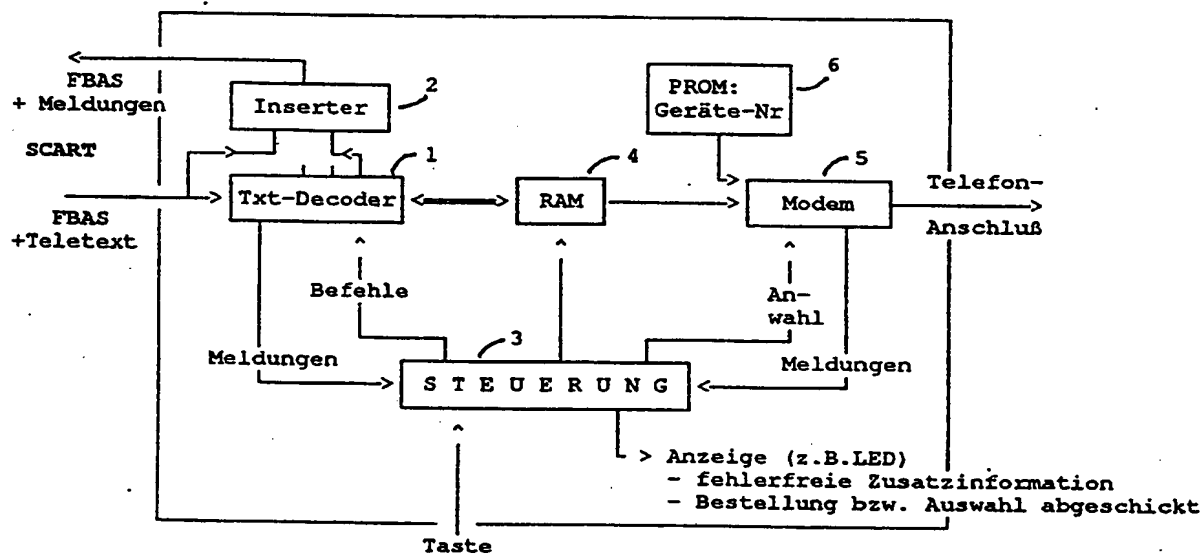 FBAS
+ Meldungen
SCART
FBAS
+Teletext
Inserter
2
Txt-Decoder
1
RAM
4
PROM:
Geräte-Nr
6
Modem
5
Telefon-
Anschluß
Befehle
An-
wahl
Meldungen
Meldungen
3
STEUERUNG
Anzeige (z.B.LED)
- fehlerfreie Zusatzinformation
- Bestellung bzw. Auswahl abgeschickt
Taste